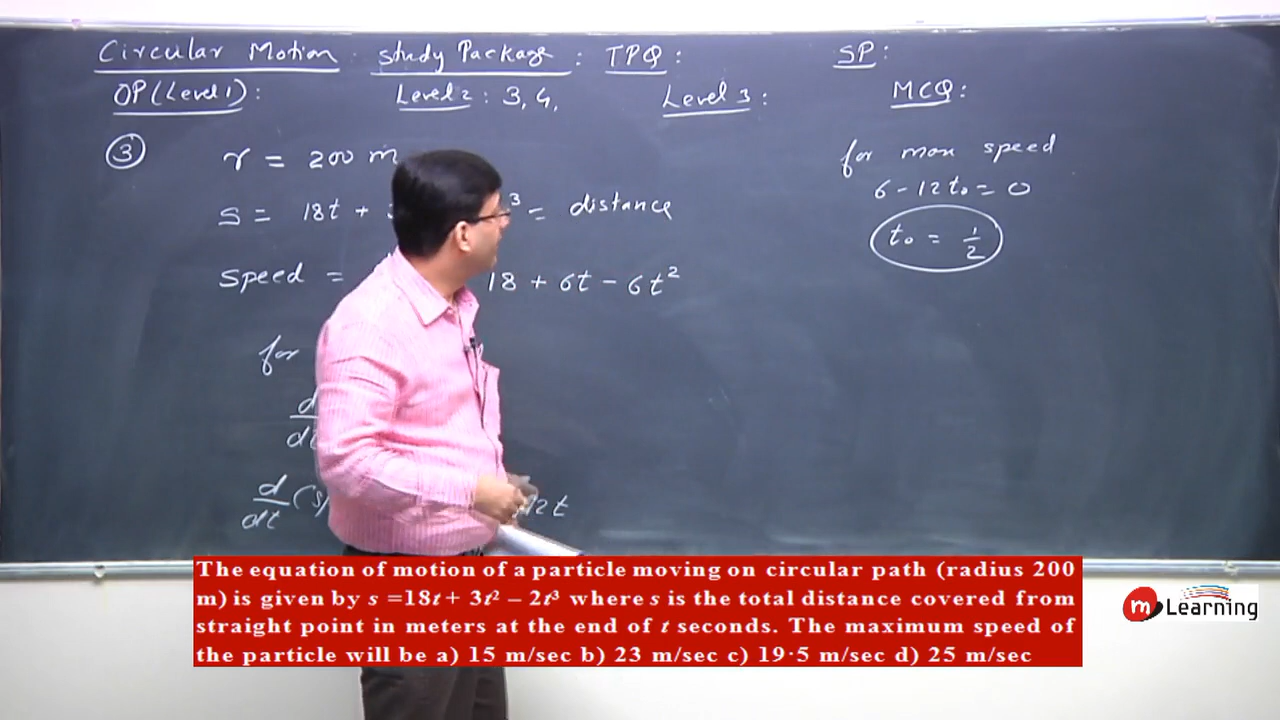 Circular Motion study Package : TPQ : SP :
OP (Level 1) : Level 2 : 3, 4, Level 3 : MCQ :
③ r = 200 m
for max speed
6 - 12t₀ = 0
t₀ = 1/2
S = 18t + ³ = distance
speed = 18 + 6t - 6t²
for
d
d/dt (s) 12t
The equation of motion of a particle moving on circular path (radius 200
m) is given by s =18t + 3t² – 2t³ where s is the total distance covered from
straight point in meters at the end of t seconds. The maximum speed of
the particle will be a) 15 m/sec b) 23 m/sec c) 19·5 m/sec d) 25 m/sec
m Learning